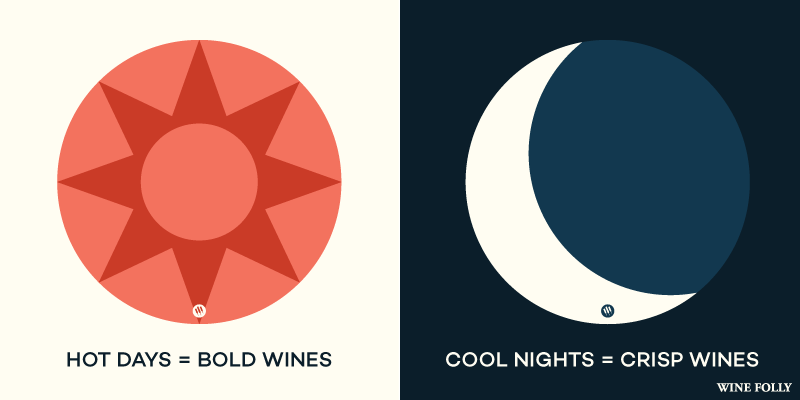 HOT DAYS = BOLD WINES
COOL NIGHTS = CRISP WINES
WINE FOLLY